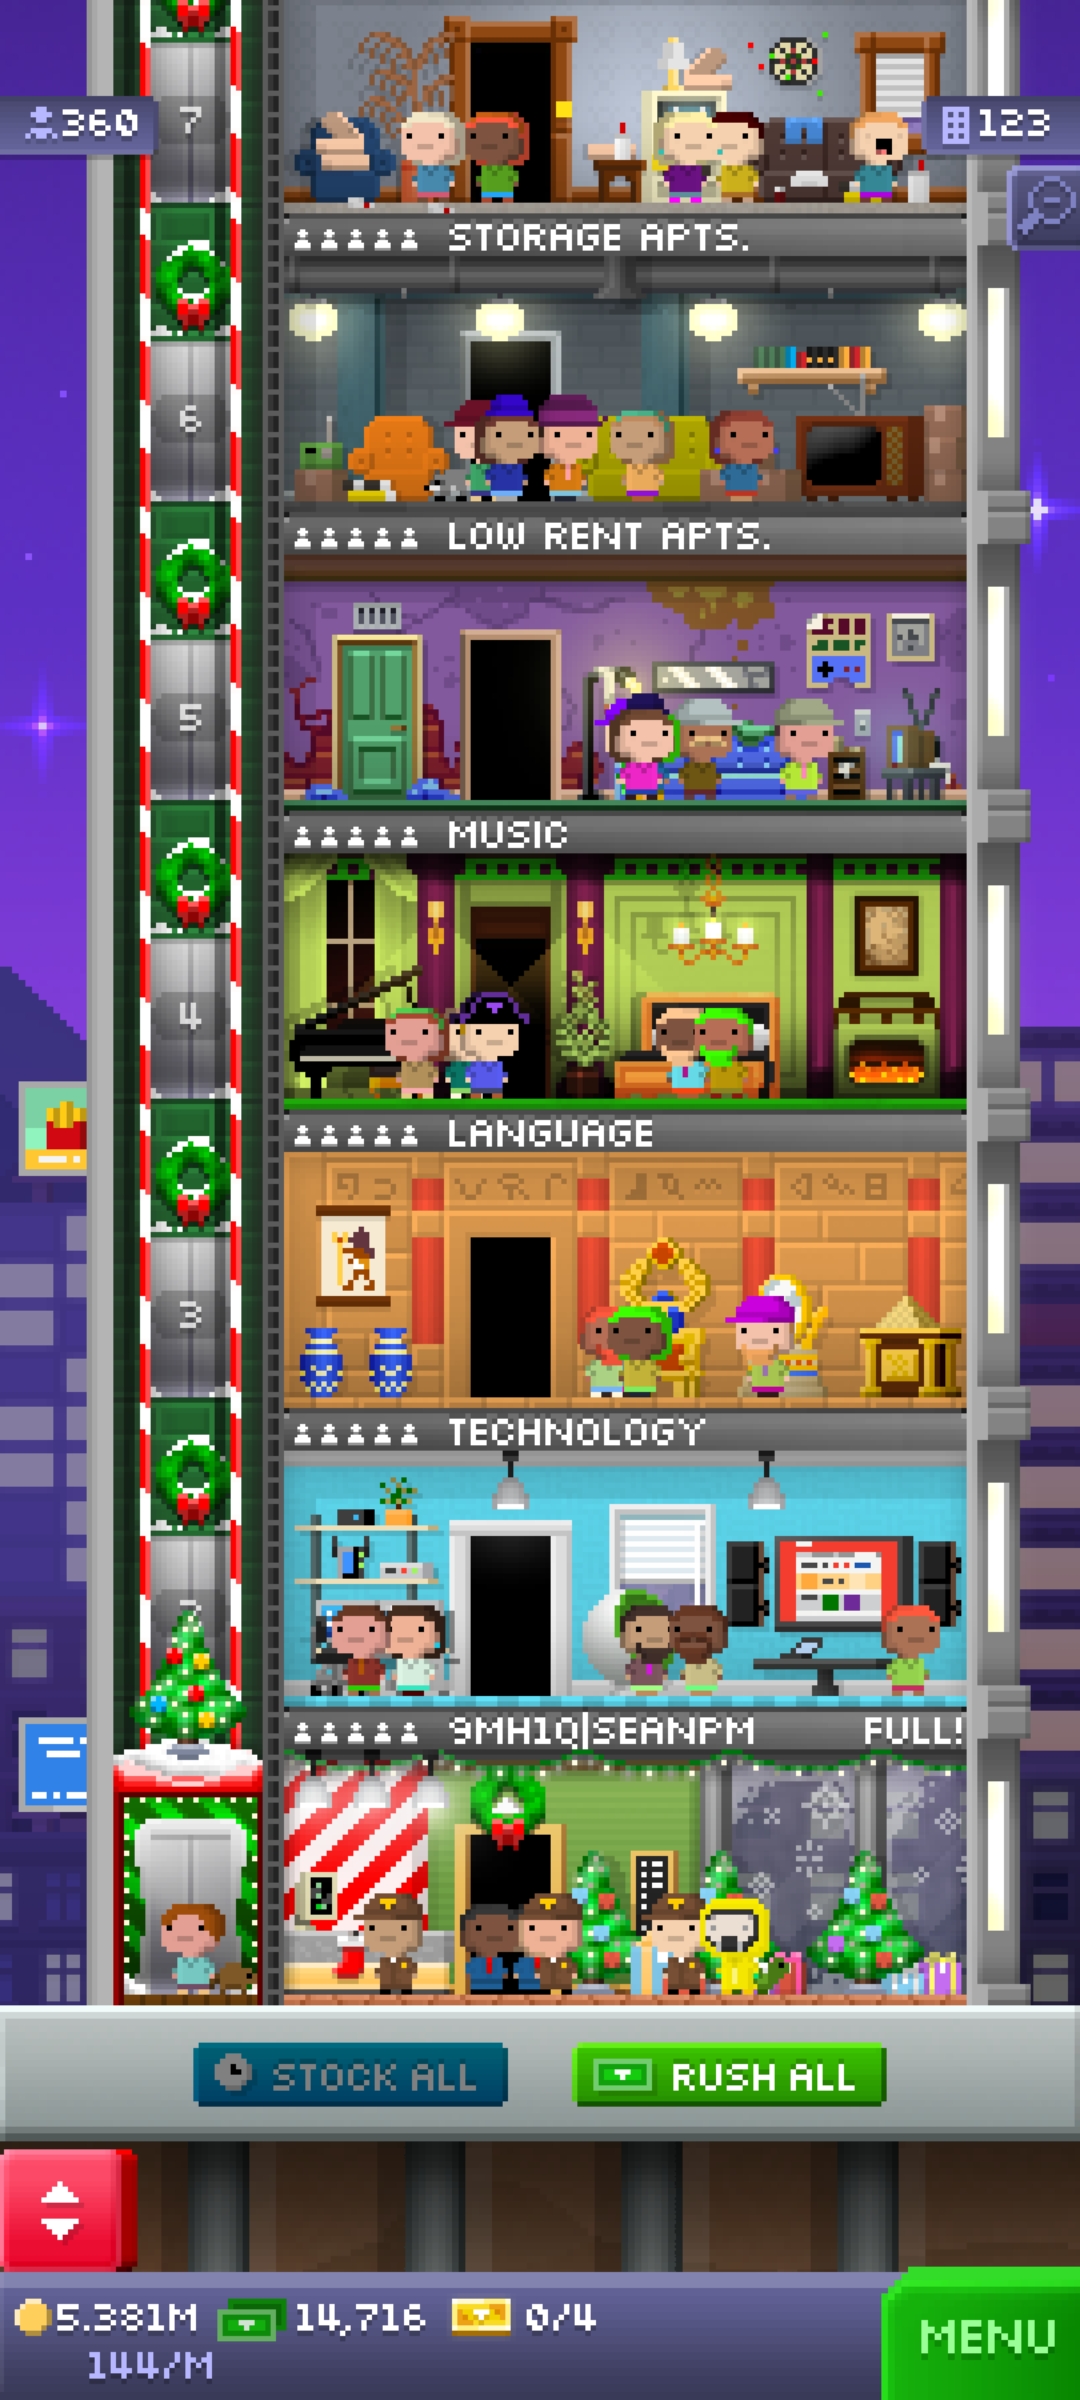 7
360
123
STORAGE APTS.
6
LOW RENT APTS.
5
MUSIC
4
LANGUAGE
3
TECHNOLOGY
9MH1Q|SEANPM FULL!
STOCK ALL
RUSH ALL
5.381M 14,716 0/4
144/M
MENU